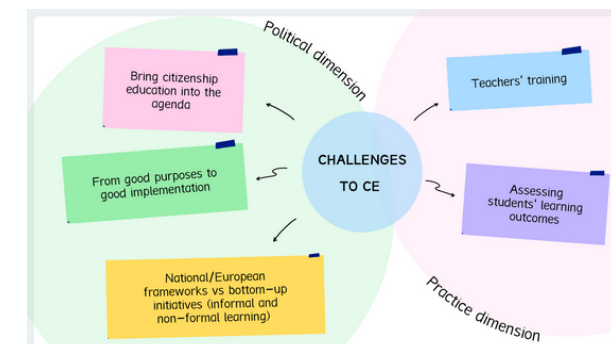 Political dimension
Bring citizenship
education into the
agenda
From good purposes to
good implementation
National/European
frameworks vs bottom-up
initiatives (informal and
non-formal learning)
CHALLENGES
TO CE
Teachers' training
Assessing
students' learning
outcomes
Practice dimension